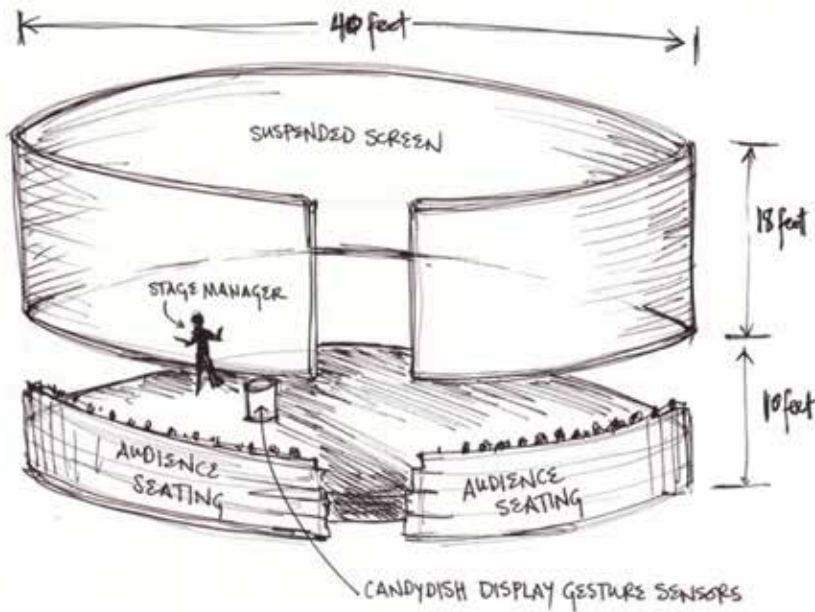 40 feet
SUSPENDED SCREEN
18 feet
STAGE MANAGER
10 feet
AUDIENCE
SEATING
AUDIENCE
SEATING
CANDYDISH DISPLAY GESTURE SENSORS